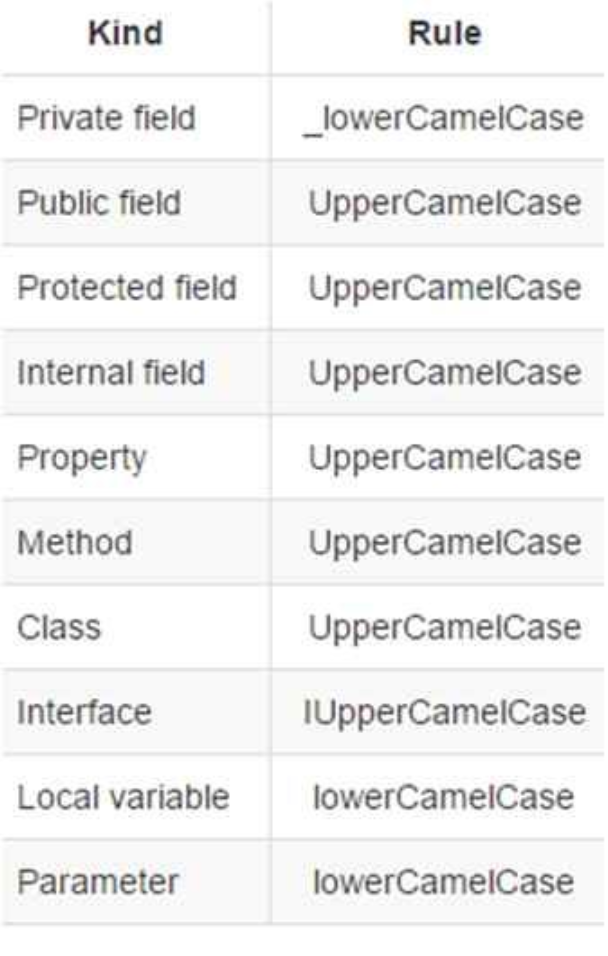 Kind Rule
Private field _lowerCamelCase
Public field UpperCamelCase
Protected field UpperCamelCase
Internal field UpperCamelCase
Property UpperCamelCase
Method UpperCamelCase
Class UpperCamelCase
Interface IUpperCamelCase
Local variable lowerCamelCase
Parameter lowerCamelCase